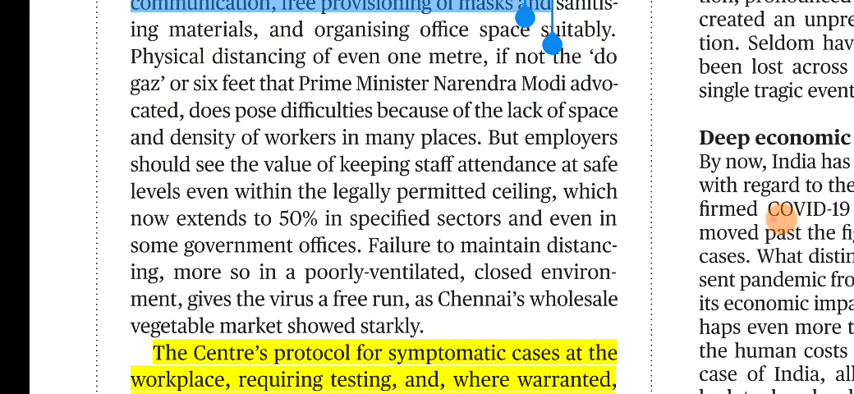 communication, free provisioning of masks and sanitis-
ing materials, and organising office space suitably.
Physical distancing of even one metre, if not the ‘do
gaz’ or six feet that Prime Minister Narendra Modi advo-
cated, does pose difficulties because of the lack of space
and density of workers in many places. But employers
should see the value of keeping staff attendance at safe
levels even within the legally permitted ceiling, which
now extends to 50% in specified sectors and even in
some government offices. Failure to maintain distanc-
ing, more so in a poorly-ventilated, closed environ-
ment, gives the virus a free run, as Chennai’s wholesale
vegetable market showed starkly.
The Centre’s protocol for symptomatic cases at the
workplace, requiring testing, and, where warranted,
created an unpre
tion. Seldom hav
been lost across
single tragic event
Deep economic
By now, India has
with regard to the
firmed COVID-19
moved past the fi
cases. What distin
sent pandemic fro
its economic impa
haps even more t
the human costs
case of India, all